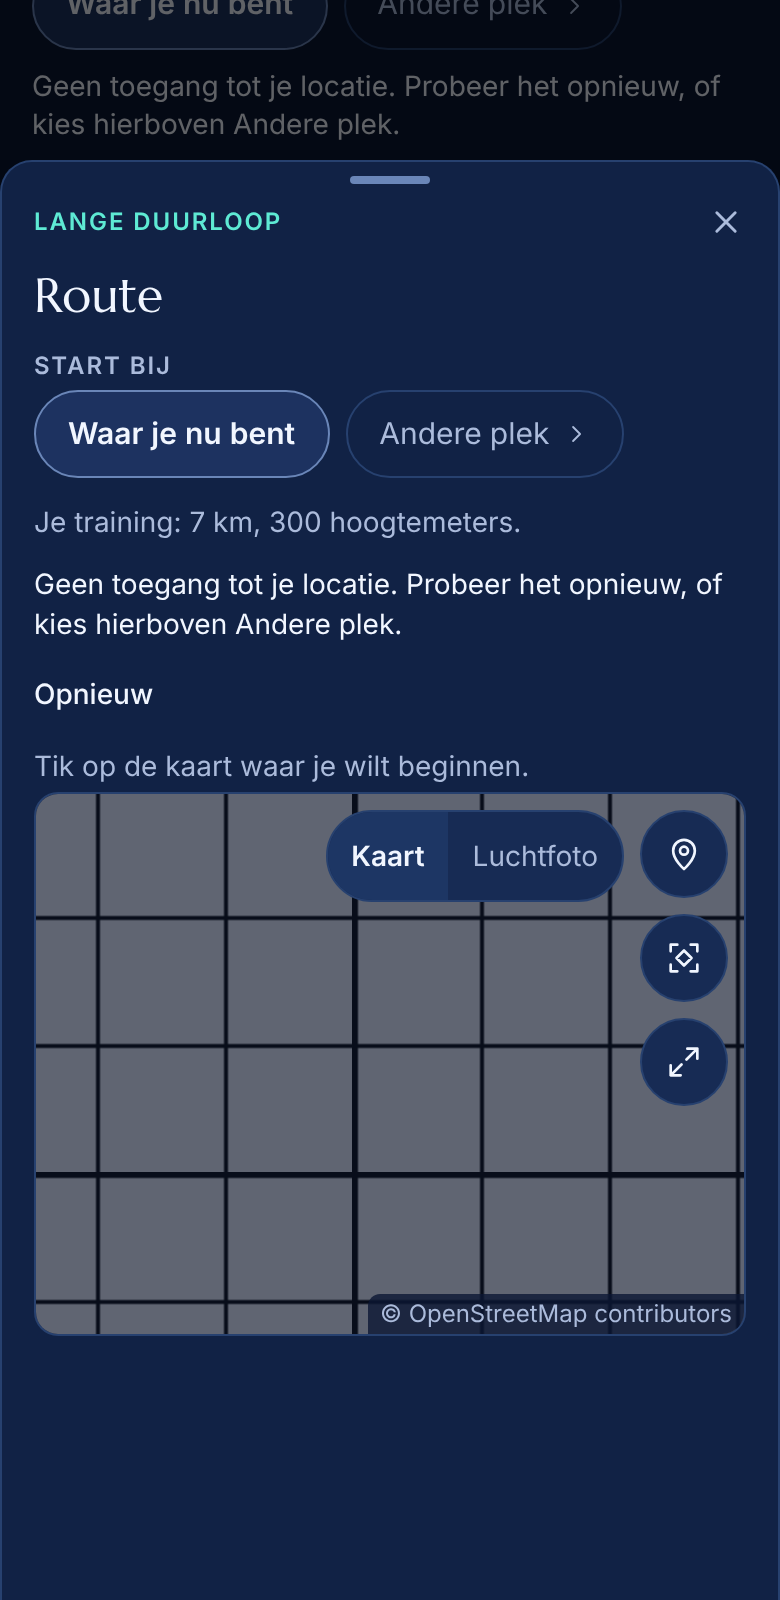 Waar je nu bent
Andere plek
Geen toegang tot je locatie. Probeer het opnieuw, of
kies hierboven Andere plek.
LANGE DUURLOOP
Route
START BIJ
Waar je nu bent
Andere plek
Je training: 7 km, 300 hoogtemeters.
Geen toegang tot je locatie. Probeer het opnieuw, of
kies hierboven Andere plek.
Opnieuw
Tik op de kaart waar je wilt beginnen.
Kaart
Luchtfoto
© OpenStreetMap contributors